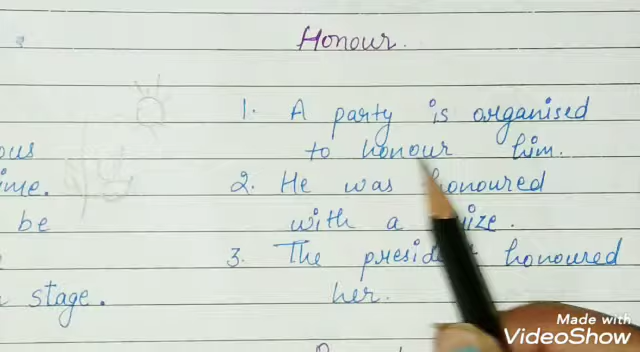 Honour.
1. A party is organised
to honour him.
ime.
2. He was honoured
be
with a
3. The president honoured
stage.
her.
Made with
VideoShow